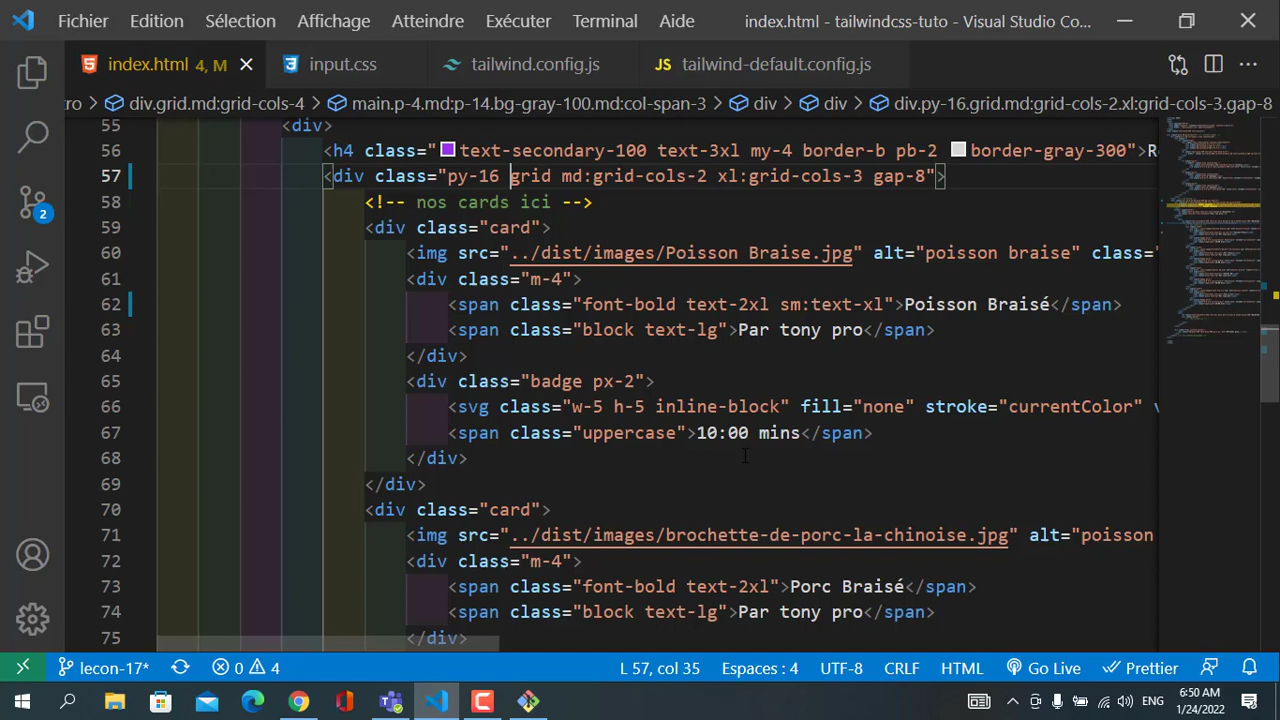 Fichier Edition Sélection Affichage Atteindre Exécuter Terminal Aide index.html - tailwindcss-tuto - Visual Studio Co...
index.html 4, M input.css tailwind.config.js JS tailwind-default.config.js
tro > div.grid.md:grid-cols-4 > main.p-4.md:p-14.bg-gray-100.md:col-span-3 > div > div > div.py-16.grid.md:grid-cols-2.xl:grid-cols-3.gap-8
55 <div>
56 <h4 class="text-secondary-100 text-3xl my-4 border-b pb-2 border-gray-300">R
57 <div class="py-16 grid md:grid-cols-2 xl:grid-cols-3 gap-8">
58 <!-- nos cards ici -->
59 <div class="card">
60 <img src="../dist/images/Poisson Braise.jpg" alt="poisson braise" class="
61 <div class="m-4">
62 <span class="font-bold text-2xl sm:text-xl">Poisson Braisé</span>
63 <span class="block text-lg">Par tony pro</span>
64 </div>
65 <div class="badge px-2">
66 <svg class="w-5 h-5 inline-block" fill="none" stroke="currentColor" v
67 <span class="uppercase">10:00 mins</span>
68 </div>
69 </div>
70 <div class="card">
71 <img src="../dist/images/brochette-de-porc-la-chinoise.jpg" alt="poisson
72 <div class="m-4">
73 <span class="font-bold text-2xl">Porc Braisé</span>
74 <span class="block text-lg">Par tony pro</span>
75 </div>
2
lecon-17* 0 4 L 57, col 35 Espaces : 4 UTF-8 CRLF HTML Go Live Prettier
ENG 6:50 AM
1/24/2022